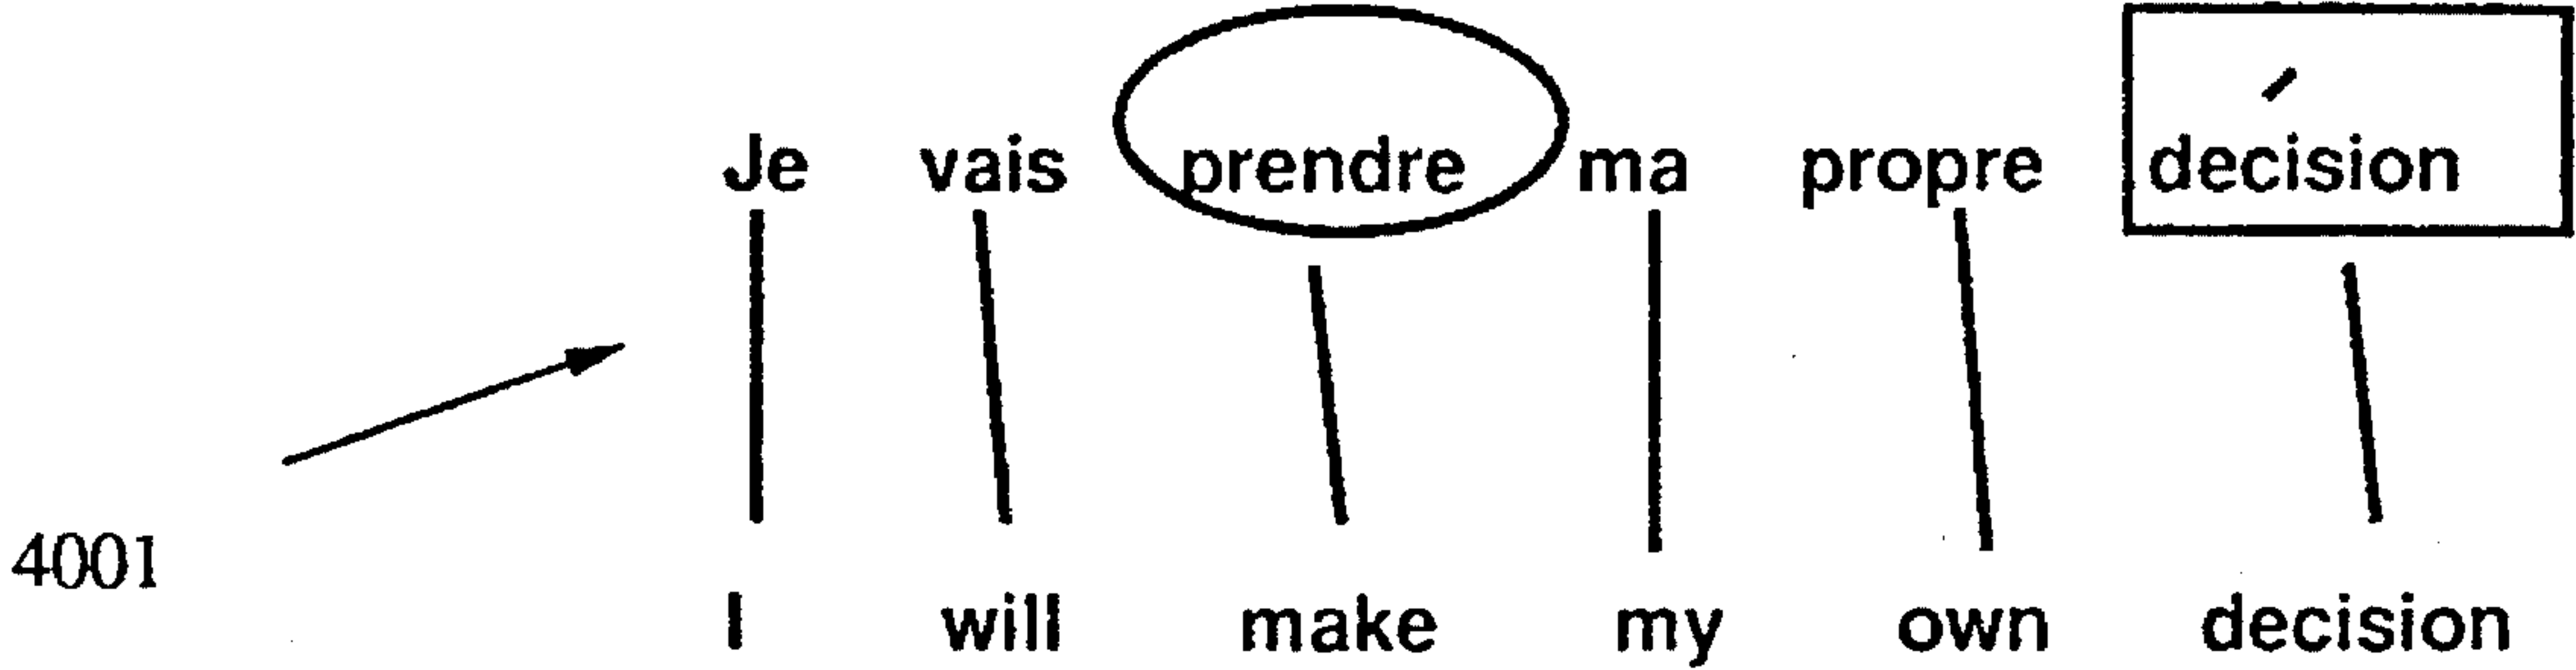 Je vais prendre ma propre décision
4001
I will make my own decision